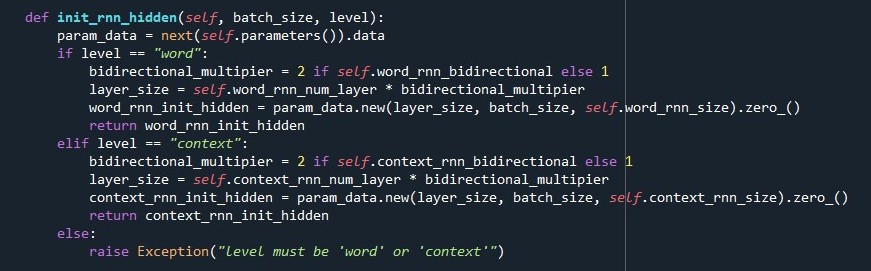 def init_rnn_hidden(self, batch_size, level):
    param_data = next(self.parameters()).data
    if level == "word":
        bidirectional_multipier = 2 if self.word_rnn_bidirectional else 1
        layer_size = self.word_rnn_num_layer * bidirectional_multipier
        word_rnn_init_hidden = param_data.new(layer_size, batch_size, self.word_rnn_size).zero_()
        return word_rnn_init_hidden
    elif level == "context":
        bidirectional_multipier = 2 if self.context_rnn_bidirectional else 1
        layer_size = self.context_rnn_num_layer * bidirectional_multipier
        context_rnn_init_hidden = param_data.new(layer_size, batch_size, self.context_rnn_size).zero_()
        return context_rnn_init_hidden
    else:
        raise Exception("level must be 'word' or 'context'")